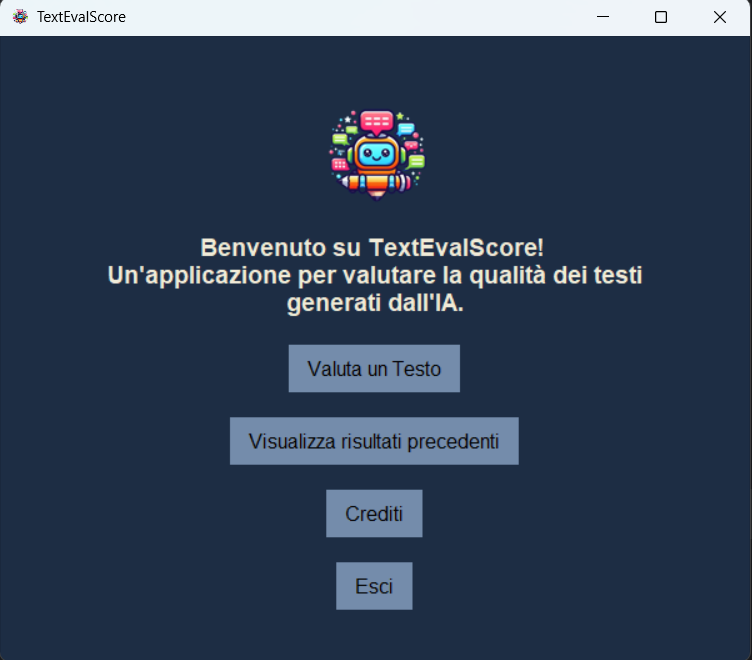 TextEvalScore
Benvenuto su TextEvalScore!
Un'applicazione per valutare la qualità dei testi
generati dall'IA.
Valuta un Testo
Visualizza risultati precedenti
Crediti
Esci